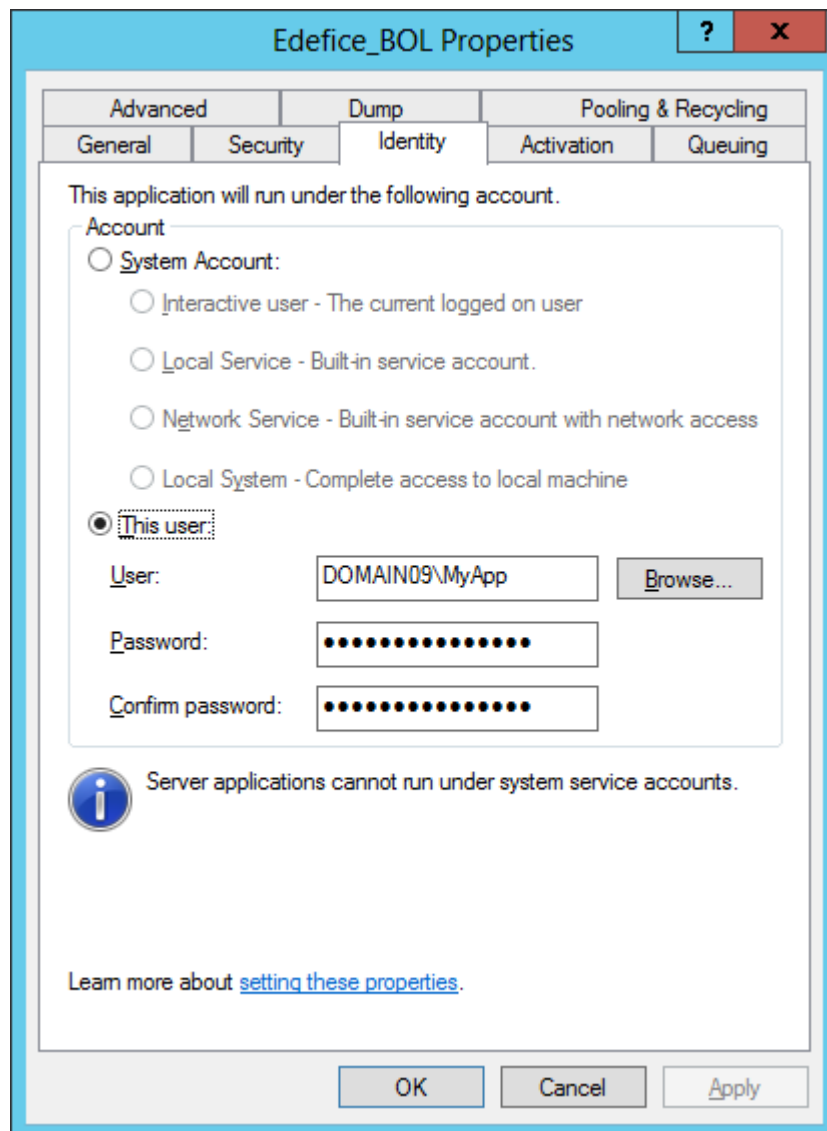 Edefice_BOL Properties
? x
Advanced Dump Pooling & Recycling
General Security Identity Activation Queuing
This application will run under the following account.
Account
System Account:
Interactive user - The current logged on user
Local Service - Built-in service account.
Network Service - Built-in service account with network access
Local System - Complete access to local machine
This user:
User: DOMAIN09\MyApp Browse...
Password: ●●●●●●●●●●●●●●●
Confirm password: ●●●●●●●●●●●●●●●
i Server applications cannot run under system service accounts.
Learn more about setting these properties.
OK Cancel Apply